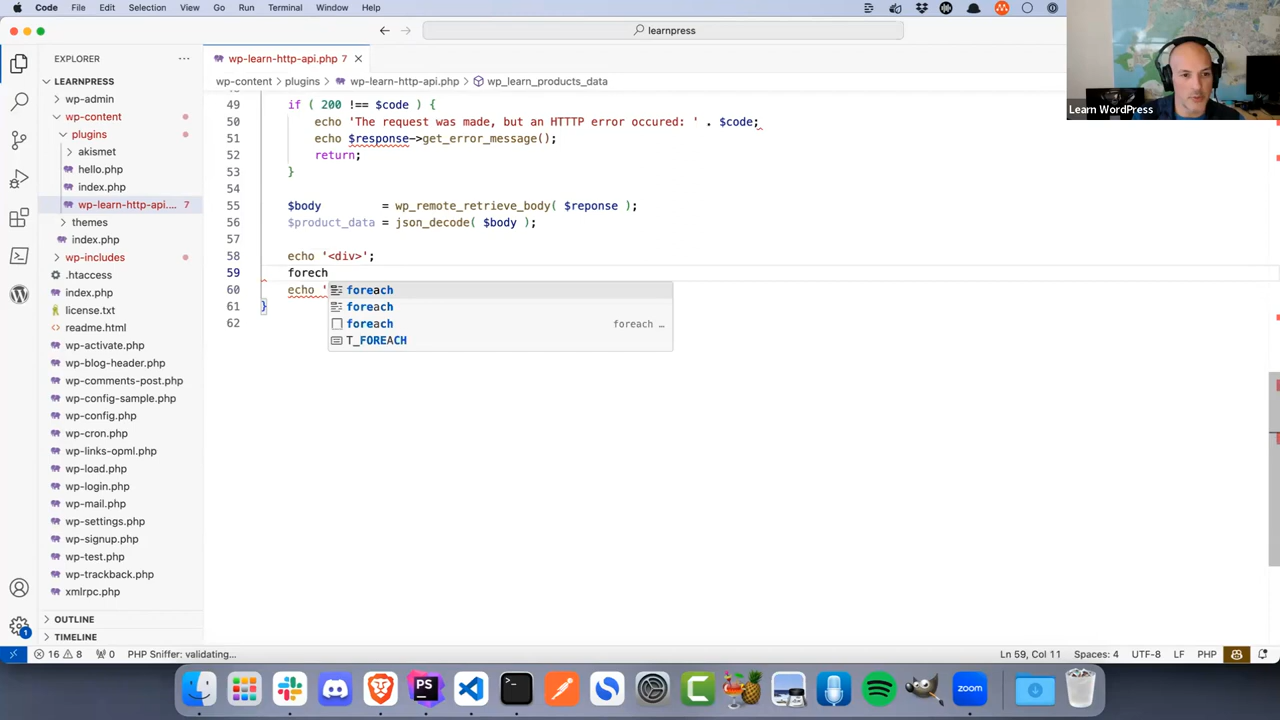 Code File Edit Selection View Go Run Terminal Window Help
learnpress
EXPLORER
wp-learn-http-api.php 7
Learn WordPress
LEARNPRESS
wp-content plugins wp-learn-http-api.php wp_learn_products_data
wp-admin
wp-content
plugins
akismet
hello.php
index.php
wp-learn-http-api.... 7
themes
index.php
wp-includes
.htaccess
index.php
license.txt
readme.html
wp-activate.php
wp-blog-header.php
wp-comments-post.php
wp-config-sample.php
wp-config.php
wp-cron.php
wp-links-opml.php
wp-load.php
wp-login.php
wp-mail.php
wp-settings.php
wp-signup.php
wp-test.php
wp-trackback.php
xmlrpc.php
OUTLINE
TIMELINE
49 if ( 200 !== $code ) {
50 echo 'The request was made, but an HTTTP error occured: ' . $code;
51 echo $response->get_error_message();
52 return;
53 }
54
55 $body = wp_remote_retrieve_body( $reponse );
56 $product_data = json_decode( $body );
57
58 echo '<div>';
59 forech
60 echo '
61 }
62
foreach
foreach
foreach foreach …
T_FOREACH
1
16 8 0 PHP Sniffer: validating... Ln 59, Col 11 Spaces: 4 UTF-8 LF PHP
PS
zoom